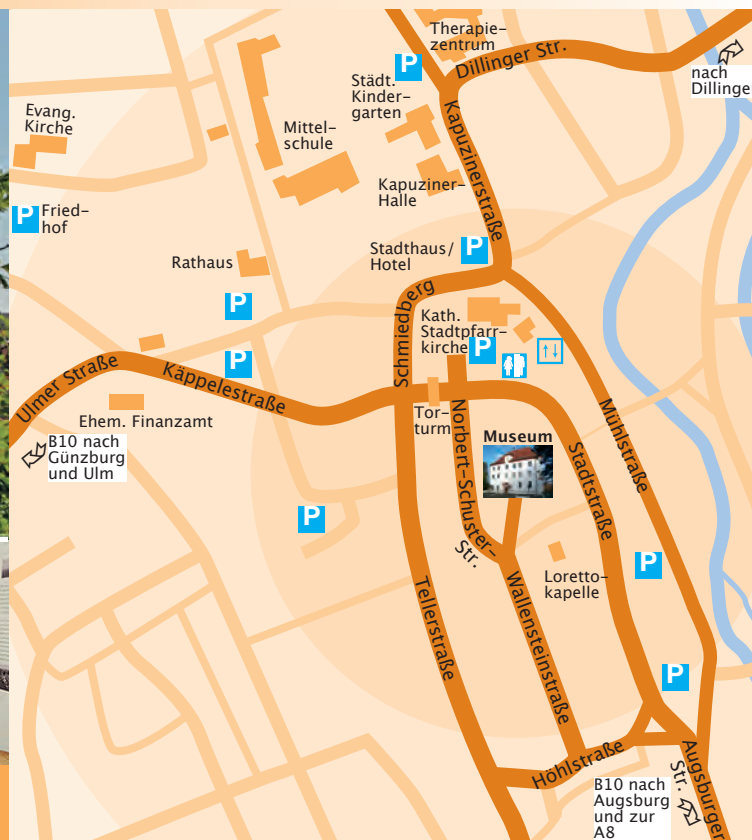 Therapie-
zentrum
P
Dillinger Str.
nach
Dillinge
Städt.
Kinder-
garten
Evang.
Kirche
Mittel-
schule
Kapuzinerstraße
Kapuziner-
Halle
P
Fried-
hof
Stadthaus/
Hotel
P
Rathaus
P
Schmiedberg
Kath.
Stadtpfarr-
kirche
P
↑↓
P
Ulmer Straße
Käppelestraße
Ehem. Finanzamt
Tor-
turm
Norbert-Schuster-
Str.
Museum
Stadtstraße
Mühlstraße
B10 nach
Günzburg
und Ulm
P
Loretto-
kapelle
P
Tellerstraße
Wallensteinstraße
P
Höhlstraße
Augsburger
Str.
B10 nach
Augsburg
und zur
A8